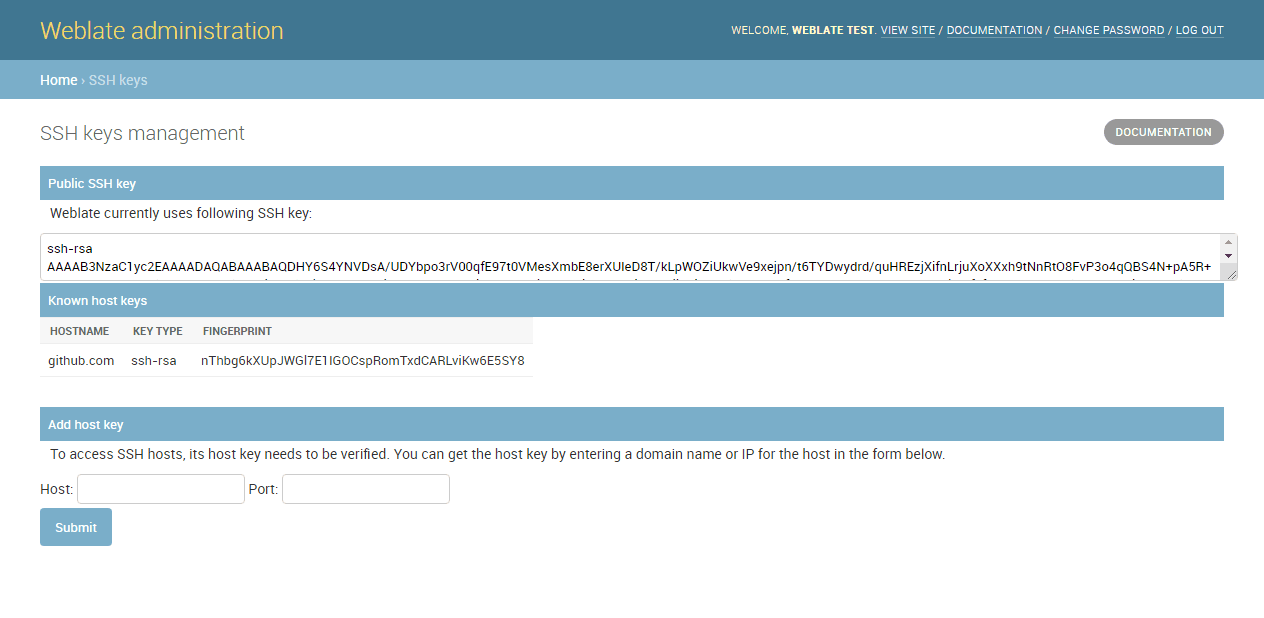 Weblate administration
WELCOME, WEBLATE TEST. VIEW SITE / DOCUMENTATION / CHANGE PASSWORD / LOG OUT
Home › SSH keys
SSH keys management
DOCUMENTATION
Public SSH key
Weblate currently uses following SSH key:
ssh-rsa
AAAAB3NzaC1yc2EAAAADAQABAAABAQDHY6S4YNVDsA/UDYbpo3rV00qfE97t0VMesXmbE8erXUIeD8T/kLpWOZiUkwVe9xejpn/t6TYDwydrd/quHREzjXifnLrjuXoXXxh9tNnRtO8FvP3o4qQBS4N+pA5R+
Known host keys
HOSTNAME KEY TYPE FINGERPRINT
github.com ssh-rsa nThbg6kXUpJWGl7E1IGOCspRomTxdCARLviKw6E5SY8
Add host key
To access SSH hosts, its host key needs to be verified. You can get the host key by entering a domain name or IP for the host in the form below.
Host: Port:
Submit